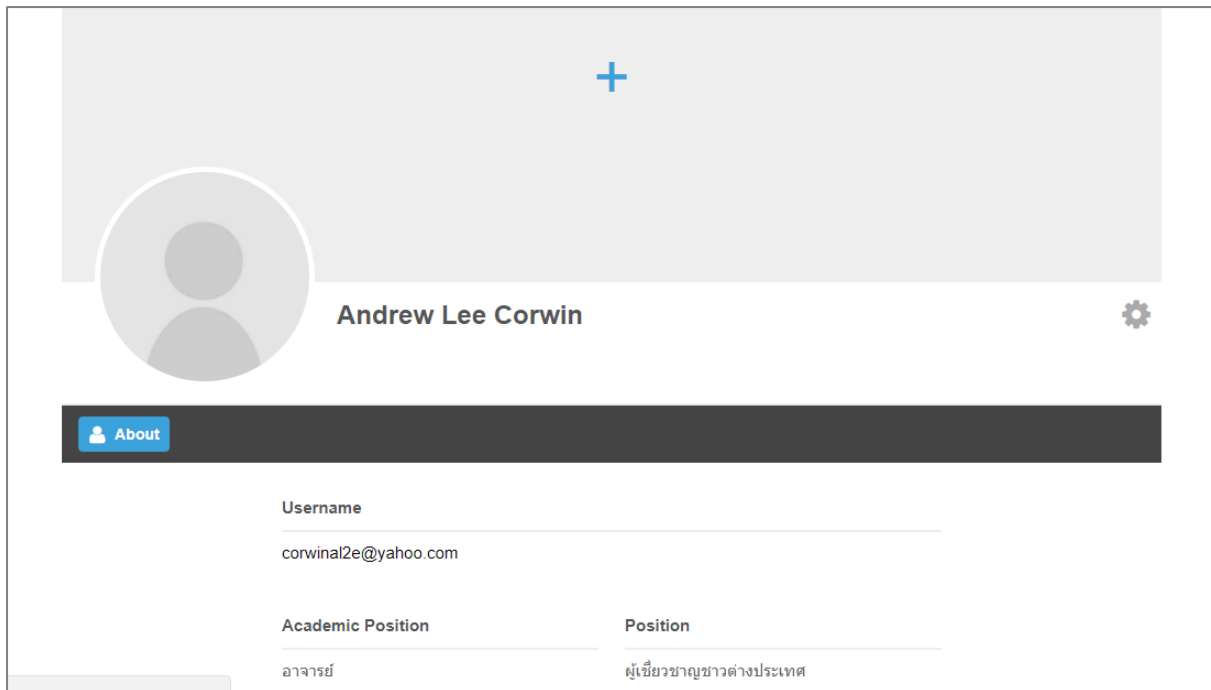 Andrew Lee Corwin
About
Username
corwinal2e@yahoo.com
Academic Position Position
อาจารย์ ผู้เชี่ยวชาญชาวต่างประเทศ